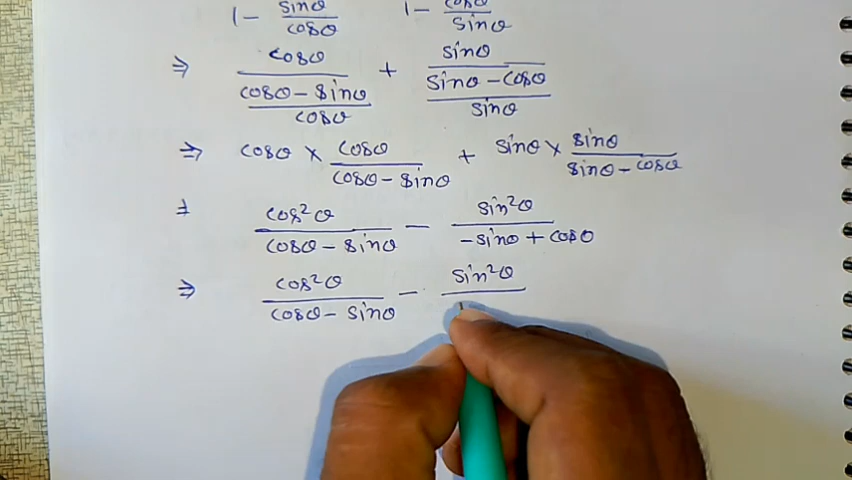 1 - sinθ/cosθ 1 - cosθ/sinθ
⇒ cosθ/((cosθ - sinθ)/cosθ) + sinθ/((sinθ - cosθ)/sinθ)
⇒ cosθ × cosθ/(cosθ - sinθ) + sinθ × sinθ/(sinθ - cosθ)
⇒ cos²θ/(cosθ - sinθ) - sin²θ/(-sinθ + cosθ)
⇒ cos²θ/(cosθ - sinθ) - sin²θ/